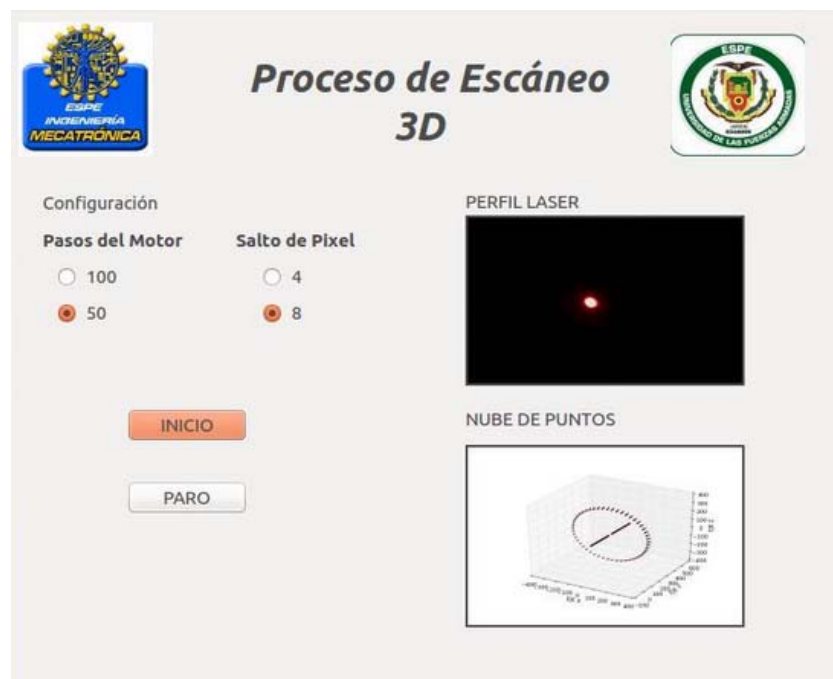 ESPE
INGENIERÍA
MECATRÓNICA
Proceso de Escáneo
3D
ESPE
UNIVERSIDAD DE LAS FUERZAS ARMADAS
Configuración
Pasos del Motor
Salto de Pixel
100
4
50
8
INICIO
PARO
PERFIL LASER
NUBE DE PUNTOS